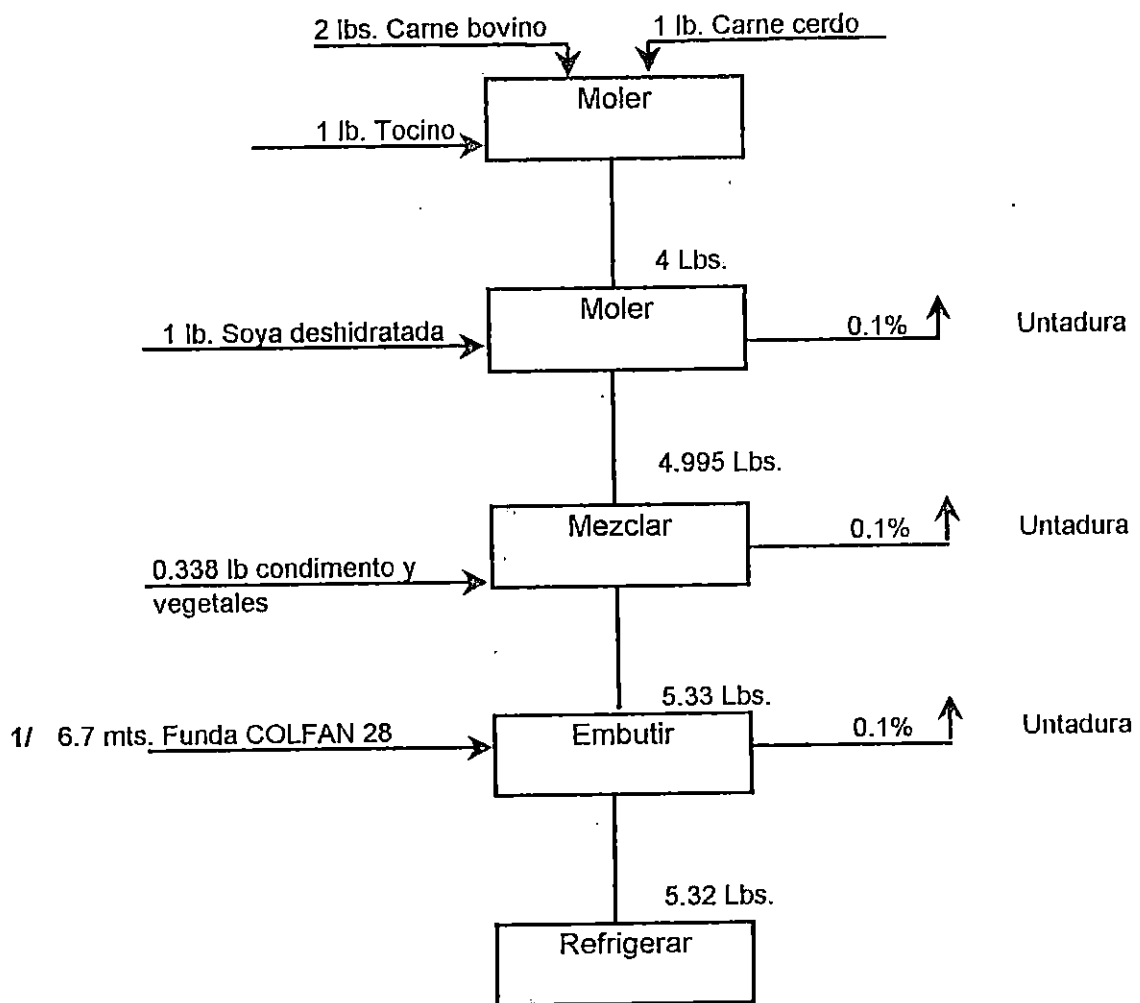 2 lbs. Carne bovino
1 lb. Carne cerdo
Moler
1 lb. Tocino
4 Lbs.
Moler
1 lb. Soya deshidratada
0.1%
Untadura
4.995 Lbs.
Mezclar
0.1%
Untadura
0.338 lb condimento y
vegetales
5.33 Lbs.
1/ 6.7 mts. Funda COLFAN 28
Embutir
0.1%
Untadura
5.32 Lbs.
Refrigerar